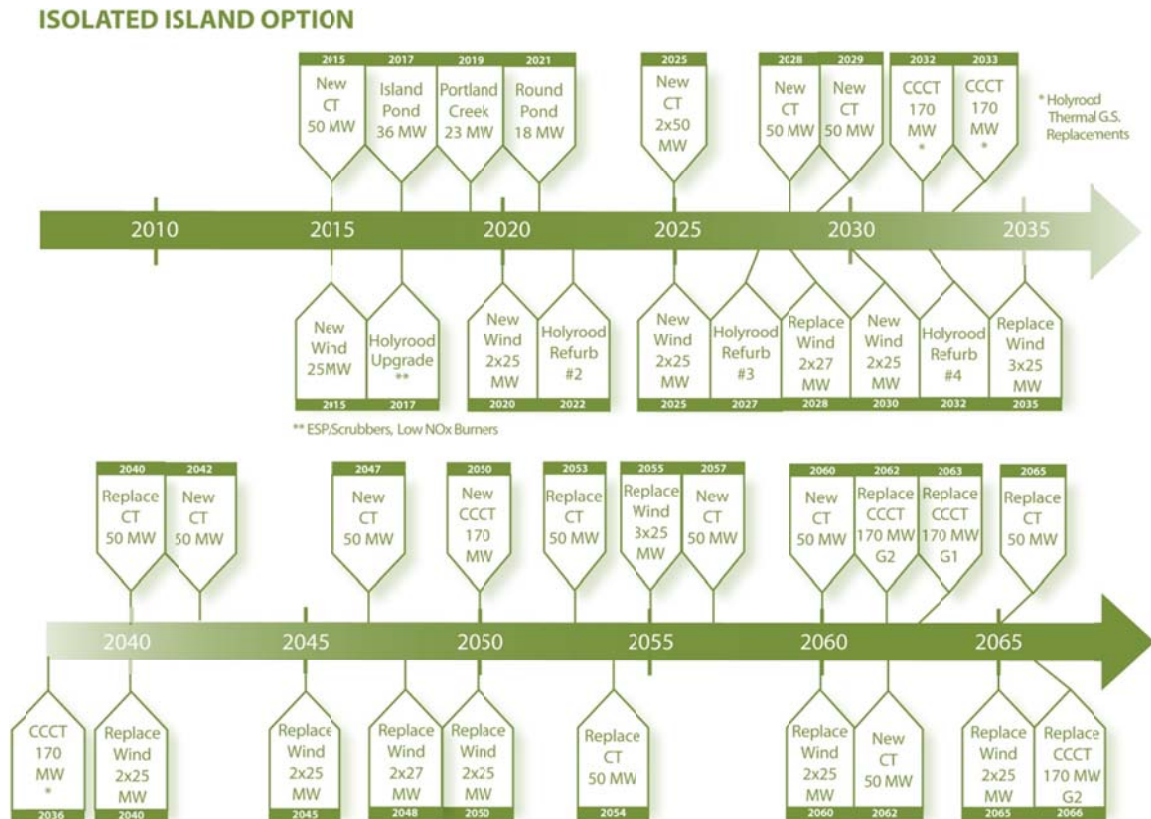 ISOLATED ISLAND OPTION
2015
New
CT
50 MW
2017
Island
Pond
36 MW
2019
Portland
Creek
23 MW
2021
Round
Pond
18 MW
2025
New
CT
2x50
MW
2028
New
CT
50 MW
2029
New
CT
50 MW
2032
CCCT
170
MW
*
2033
CCCT
170
MW
*
* Holyrood
Thermal G.S.
Replacements
2010
2015
2020
2025
2030
2035
New
Wind
25MW
2015
Holyrood
Upgrade
**
2017
New
Wind
2x25
MW
2020
Holyrood
Refurb
#2
2022
New
Wind
2x25
MW
2025
Holyrood
Refurb
#3
2027
Replace
Wind
2x27
MW
2028
New
Wind
2x25
MW
2030
Holyrood
Refurb
#4
2032
Replace
Wind
3x25
MW
2035
** ESP/Scrubbers, Low NOx Burners
2040
Replace
CT
50 MW
2042
New
CT
50 MW
2047
New
CT
50 MW
2050
New
CCCT
170
MW
2053
Replace
CT
50 MW
2055
Replace
Wind
3x25
MW
2057
New
CT
50 MW
2060
New
CT
50 MW
2062
Replace
CCCT
170 MW
G2
2063
Replace
CCCT
170 MW
G1
2065
Replace
CT
50 MW
2040
2045
2050
2055
2060
2065
CCCT
170
MW
*
2036
Replace
Wind
2x25
MW
2040
Replace
Wind
2x25
MW
2045
Replace
Wind
2x27
MW
2048
Replace
Wind
2x25
MW
2050
Replace
CT
50 MW
2054
Replace
Wind
2x25
MW
2060
New
CT
50 MW
2062
Replace
Wind
2x25
MW
2065
Replace
CCCT
170 MW
G2
2066